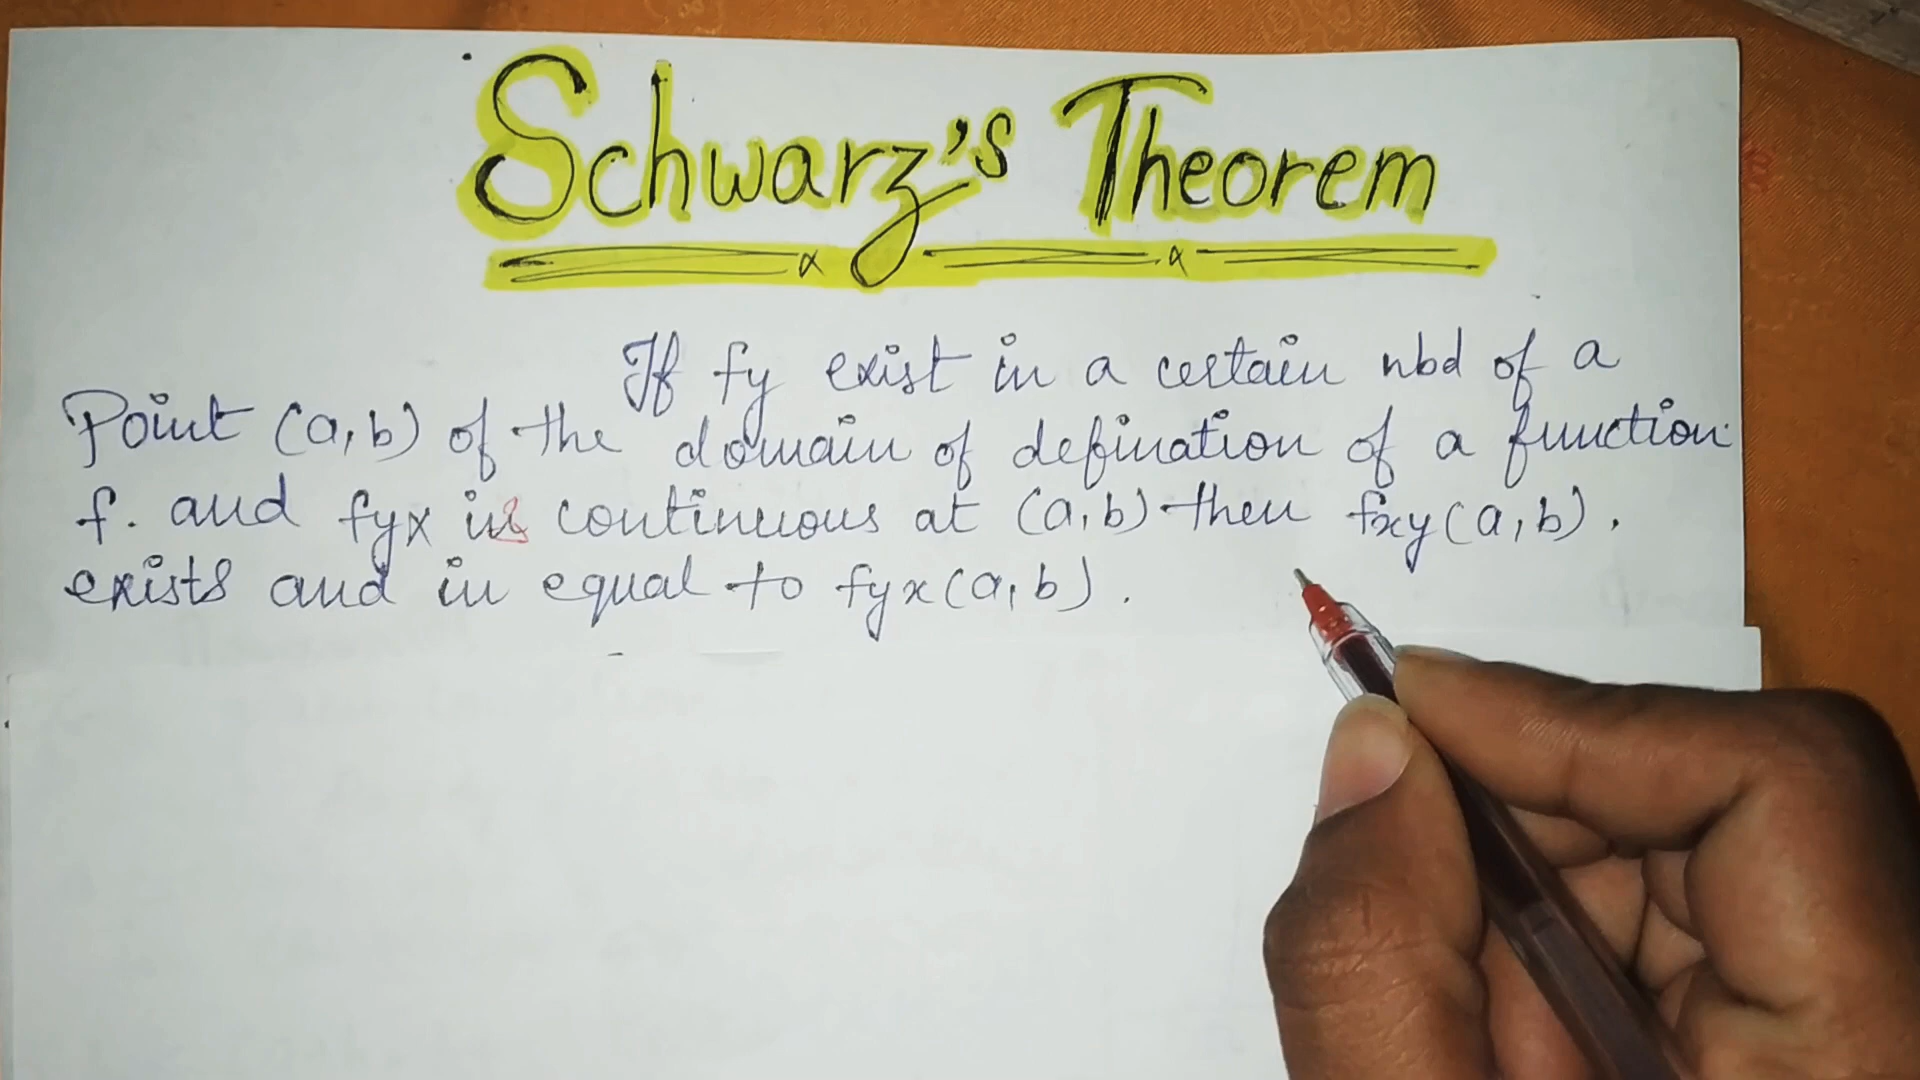 Schwarz's Theorem
If fy exist in a certain nbd of a
Point (a,b) of the domain of defination of a function
f. and fyx is continuous at (a,b) then fxy(a,b).
exists and in equal to fyx(a,b).